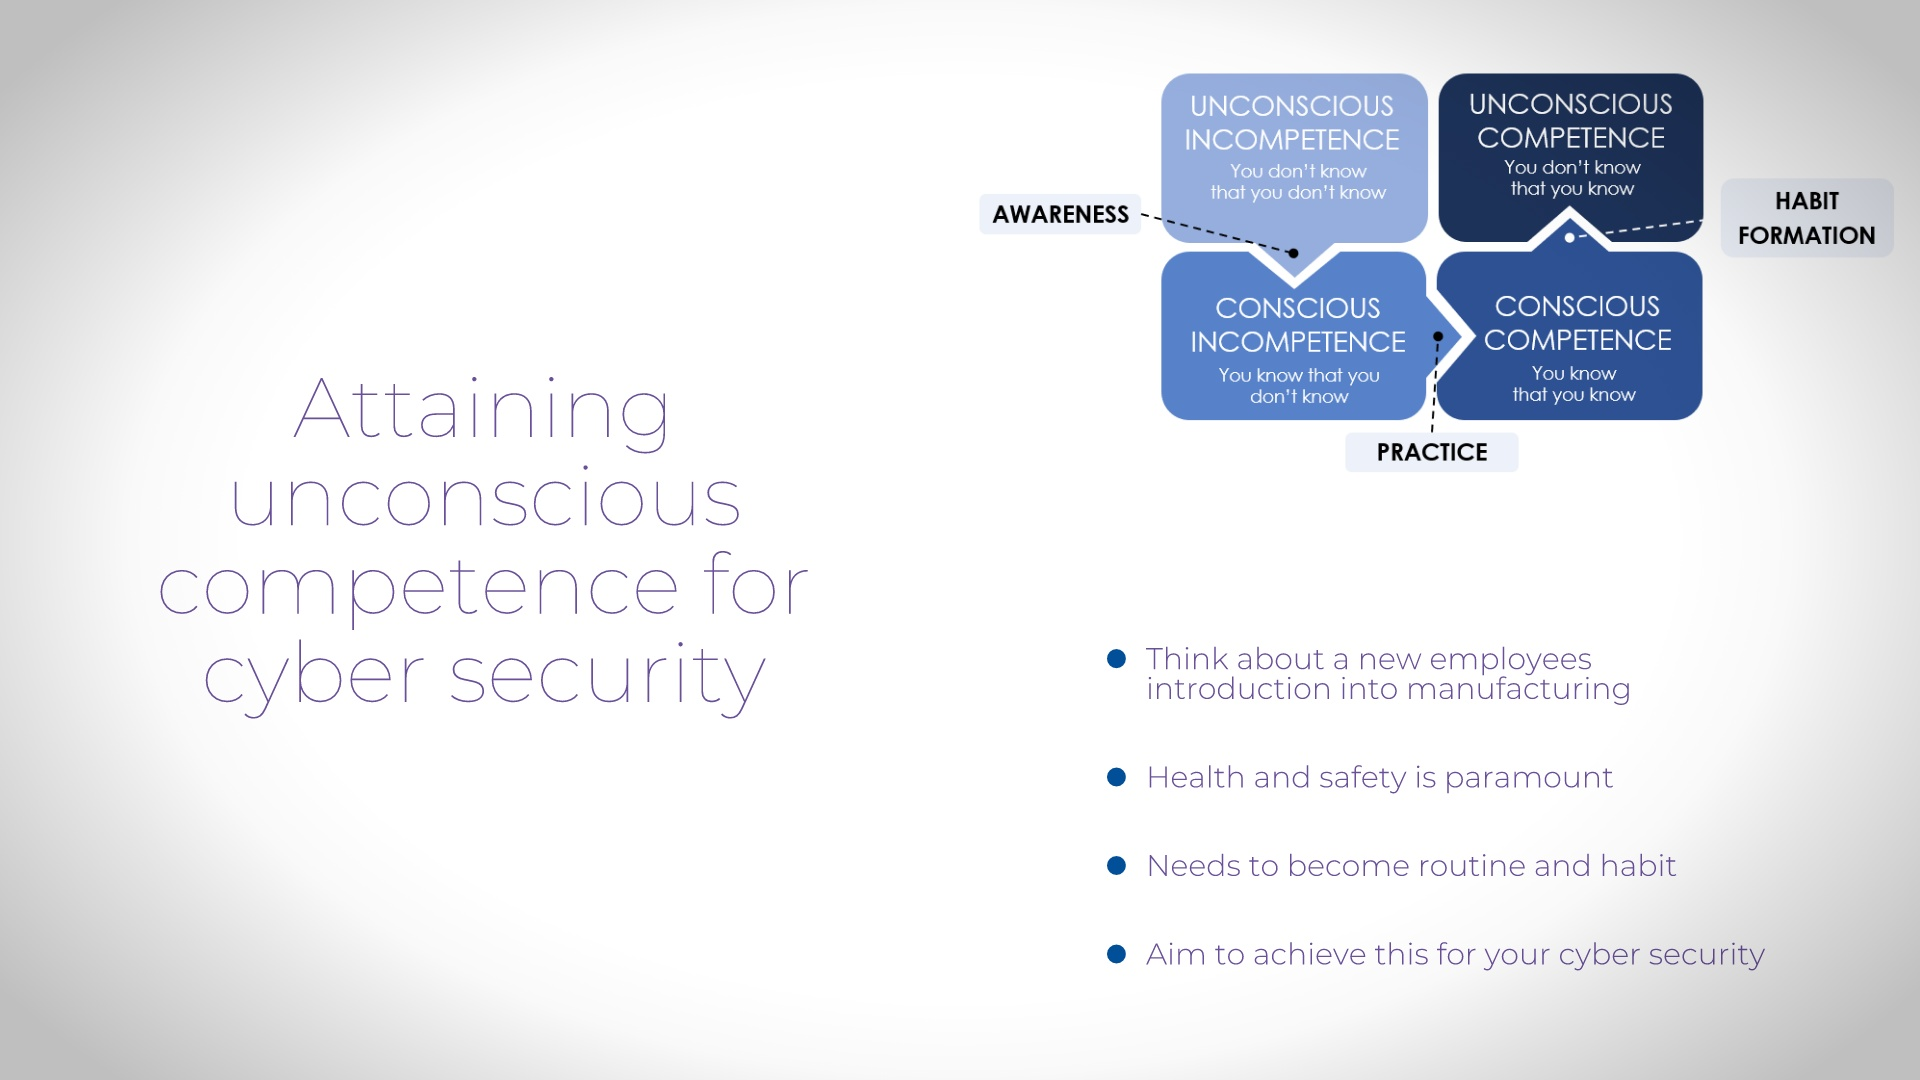 Attaining
unconscious
competence for
cyber security
UNCONSCIOUS
INCOMPETENCE
You don't know
that you don't know
UNCONSCIOUS
COMPETENCE
You don't know
that you know
AWARENESS
HABIT
FORMATION
CONSCIOUS
INCOMPETENCE
You know that you
don't know
CONSCIOUS
COMPETENCE
You know
that you know
PRACTICE
Think about a new employees
introduction into manufacturing
Health and safety is paramount
Needs to become routine and habit
Aim to achieve this for your cyber security